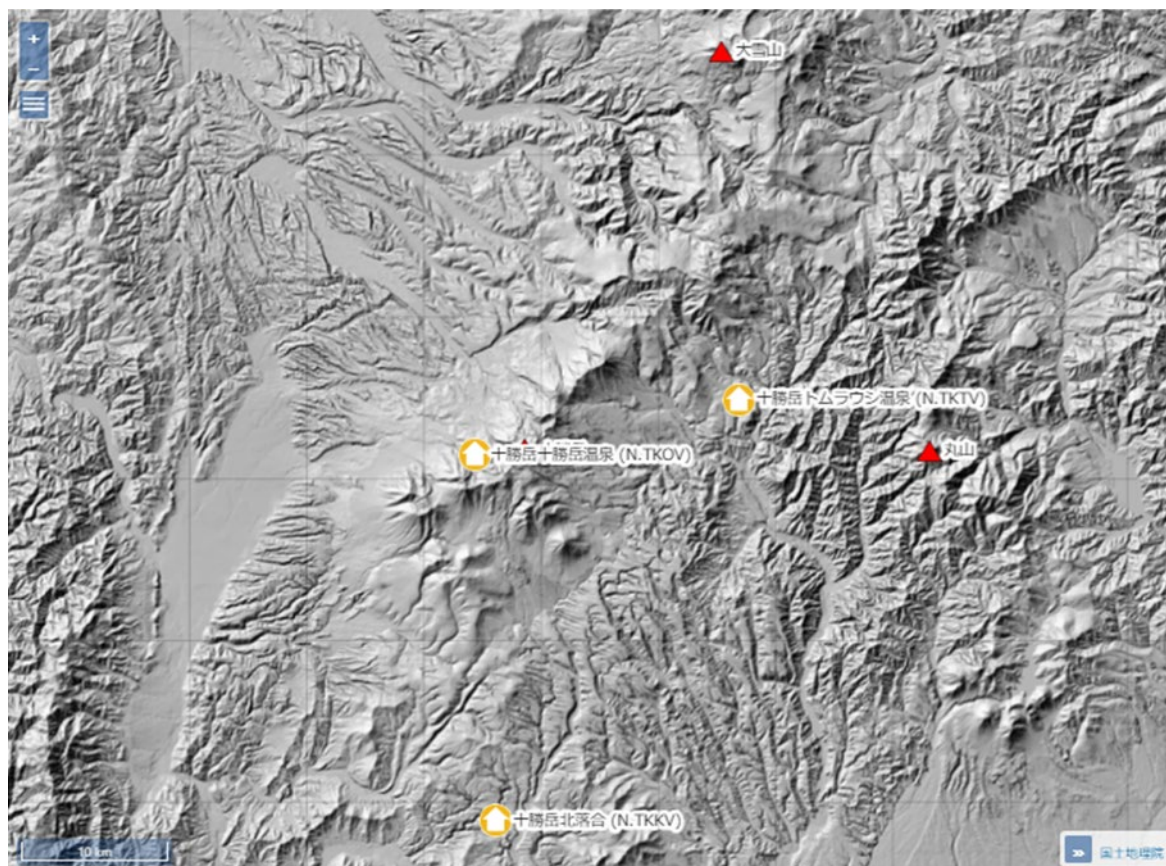 +
−
大雪山
十勝岳トムラウシ温泉 (N.TKTV)
丸山
十勝岳十勝岳温泉 (N.TKOV)
十勝岳北落合 (N.TKKV)
10 km
»
国土地理院